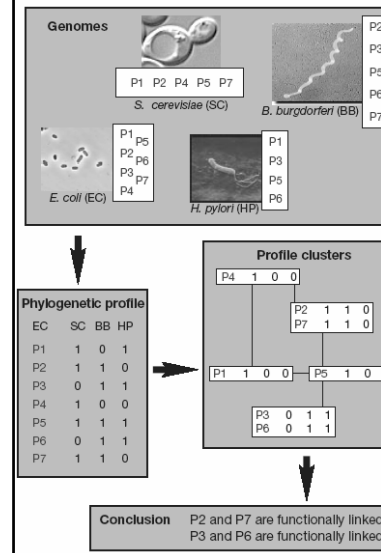 Genomes
P1 P2 P4 P5 P7
S. cerevisiae (SC)
P2
P3
P5
P6
P7
B. burgdorferi (BB)
P1
P5
P2
P6
P3
P7
P4
E. coli (EC)
P1
P3
P5
P6
H. pylori (HP)
Phylogenetic profile
EC SC BB HP
P1 1 0 1
P2 1 1 0
P3 0 1 1
P4 1 0 0
P5 1 1 1
P6 0 1 1
P7 1 1 0
Profile clusters
P4 1 0 0
P2 1 1 0
P7 1 1 0
P1 1 0 0
P5 1 0
P3 0 1 1
P6 0 1 1
Conclusion P2 and P7 are functionally linked
P3 and P6 are functionally linked